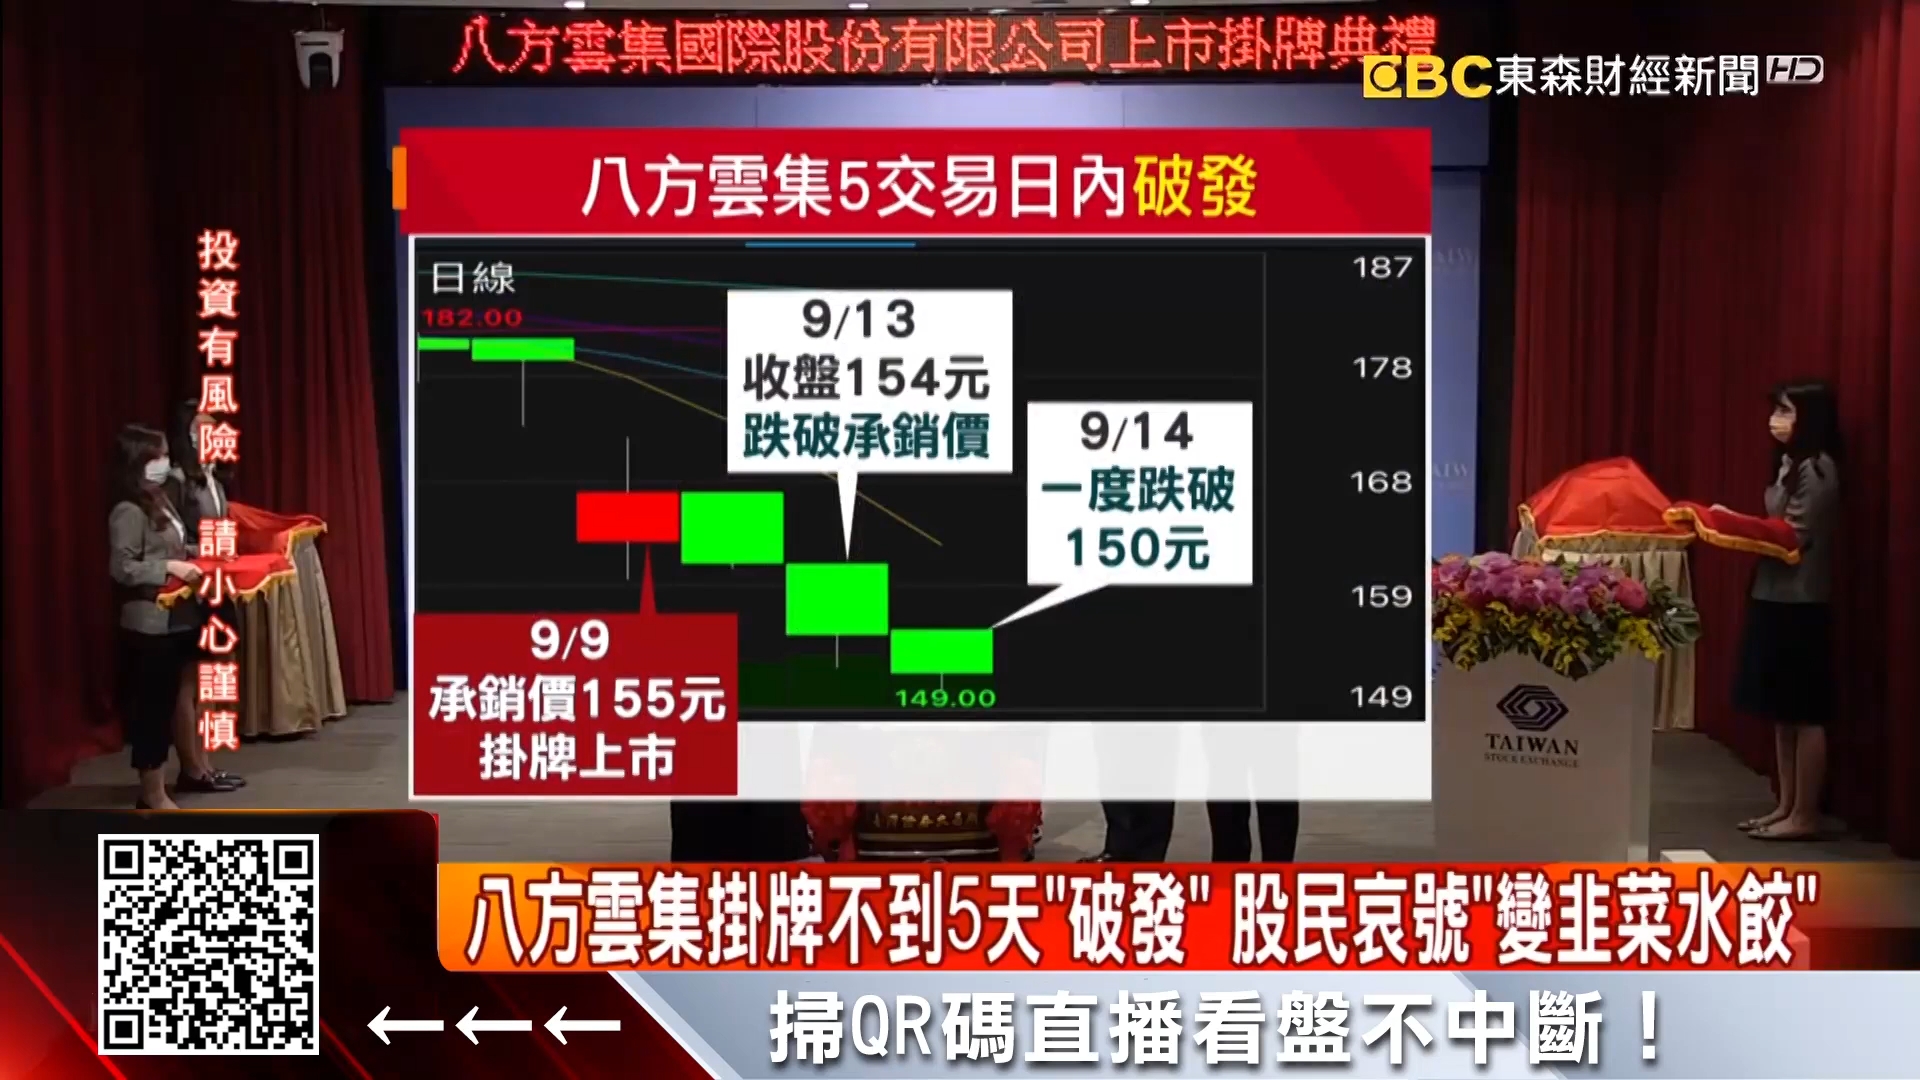 八方雲集國際股份有限公司上市掛牌典禮
EBC東森財經新聞HD
八方雲集5交易日內破發
投資有風險 請小心謹慎
日線
182.00
187
178
168
159
149
9/13
收盤154元
跌破承銷價
9/14
一度跌破
150元
9/9
承銷價155元
掛牌上市
149.00
TAIWAN
STOCK EXCHANGE
八方雲集掛牌不到5天"破發" 股民哀號"變韭菜水餃"
←←← 掃QR碼直播看盤不中斷！